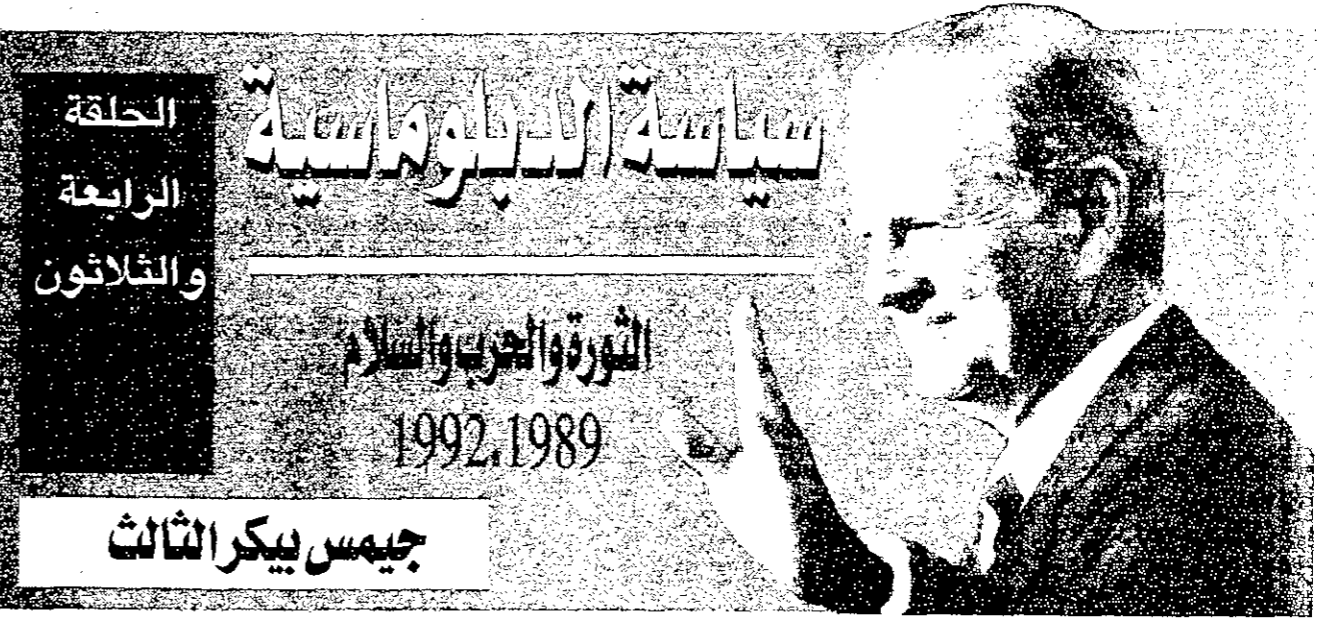 سياسة الدبلوماسية
الثورة والحرب والسلام
1992.1989
الحلقة
الرابعة
والثلاثون
جيمس بيكر الثالث